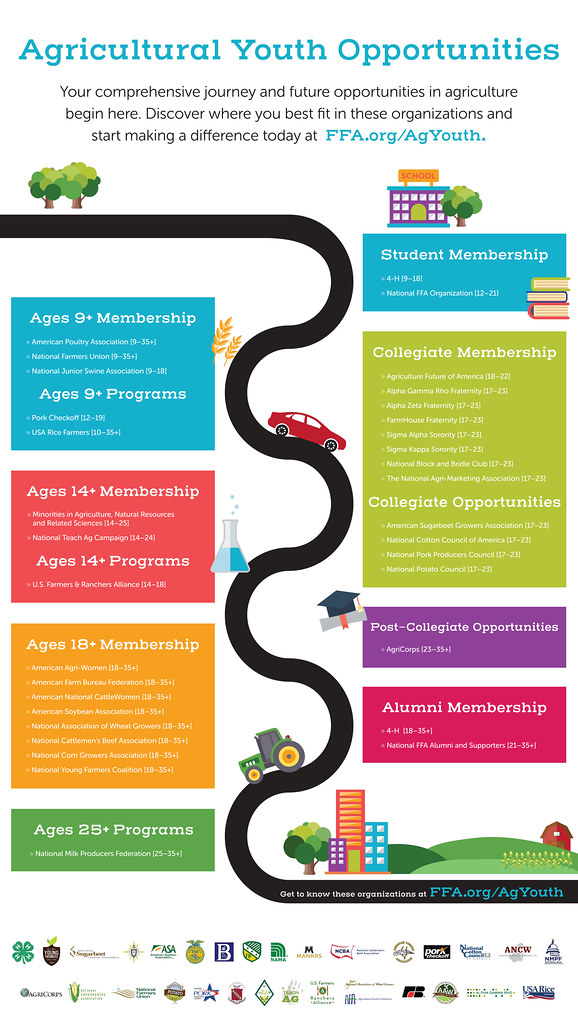 Agricultural Youth Opportunities
Your comprehensive journey and future opportunities in agriculture
begin here. Discover where you best fit in these organizations and
start making a difference today at FFA.org/AgYouth.
SCHOOL
Student Membership
» 4-H [9–18]
» National FFA Organization [12–21]
Ages 9+ Membership
» American Poultry Association [9–35+]
» National Farmers Union [9–35+]
» National Junior Swine Association [9–18]
Ages 9+ Programs
» Pork Checkoff [12–19]
» USA Rice Farmers [10–35+]
Collegiate Membership
» Agriculture Future of America [18–22]
» Alpha Gamma Rho Fraternity [17–23]
» Alpha Zeta Fraternity [17–23]
» FarmHouse Fraternity [17–23]
» Sigma Alpha Sorority [17–23]
» Sigma Kappa Sorority [17–23]
» National Block and Bridle Club [17–23]
» The National Agri-Marketing Association [17–23]
Collegiate Opportunities
» American Sugarbeet Growers Association [17–23]
» National Cotton Council of America [17–23]
» National Pork Producers Council [17–23]
» National Potato Council [17–23]
Ages 14+ Membership
» Minorities in Agriculture, Natural Resources
and Related Sciences [14–25]
» National Teach Ag Campaign [14–24]
Ages 14+ Programs
» U.S. Farmers & Ranchers Alliance [14–18]
Post-Collegiate Opportunities
» AgriCorps [23–35+]
Ages 18+ Membership
» American Agri-Women [18–35+]
» American Farm Bureau Federation [18–35+]
» American National CattleWomen [18–35+]
» American Soybean Association [18–35+]
» National Association of Wheat Growers [18–35+]
» National Cattlemen's Beef Association [18–35+]
» National Corn Growers Association [18–35+]
» National Young Farmers Coalition [18–35+]
Alumni Membership
» 4-H [18–35+]
» National FFA Alumni and Supporters [21–35+]
Ages 25+ Programs
» National Milk Producers Federation [25–35+]
Get to know these organizations at FFA.org/AgYouth
YOUNG FARMERS
Sugarbeet
ASA
B
NAMA
MANRRS
NCBA
pork checkoff
National Cotton Council
ANCW
NMPF
AGRICORPS
National Farmers Union
POTATOES
TEACH AG
U.S. Farmers & Ranchers Alliance
FB
AAW
ALPHA GAMMA RHO
USARice